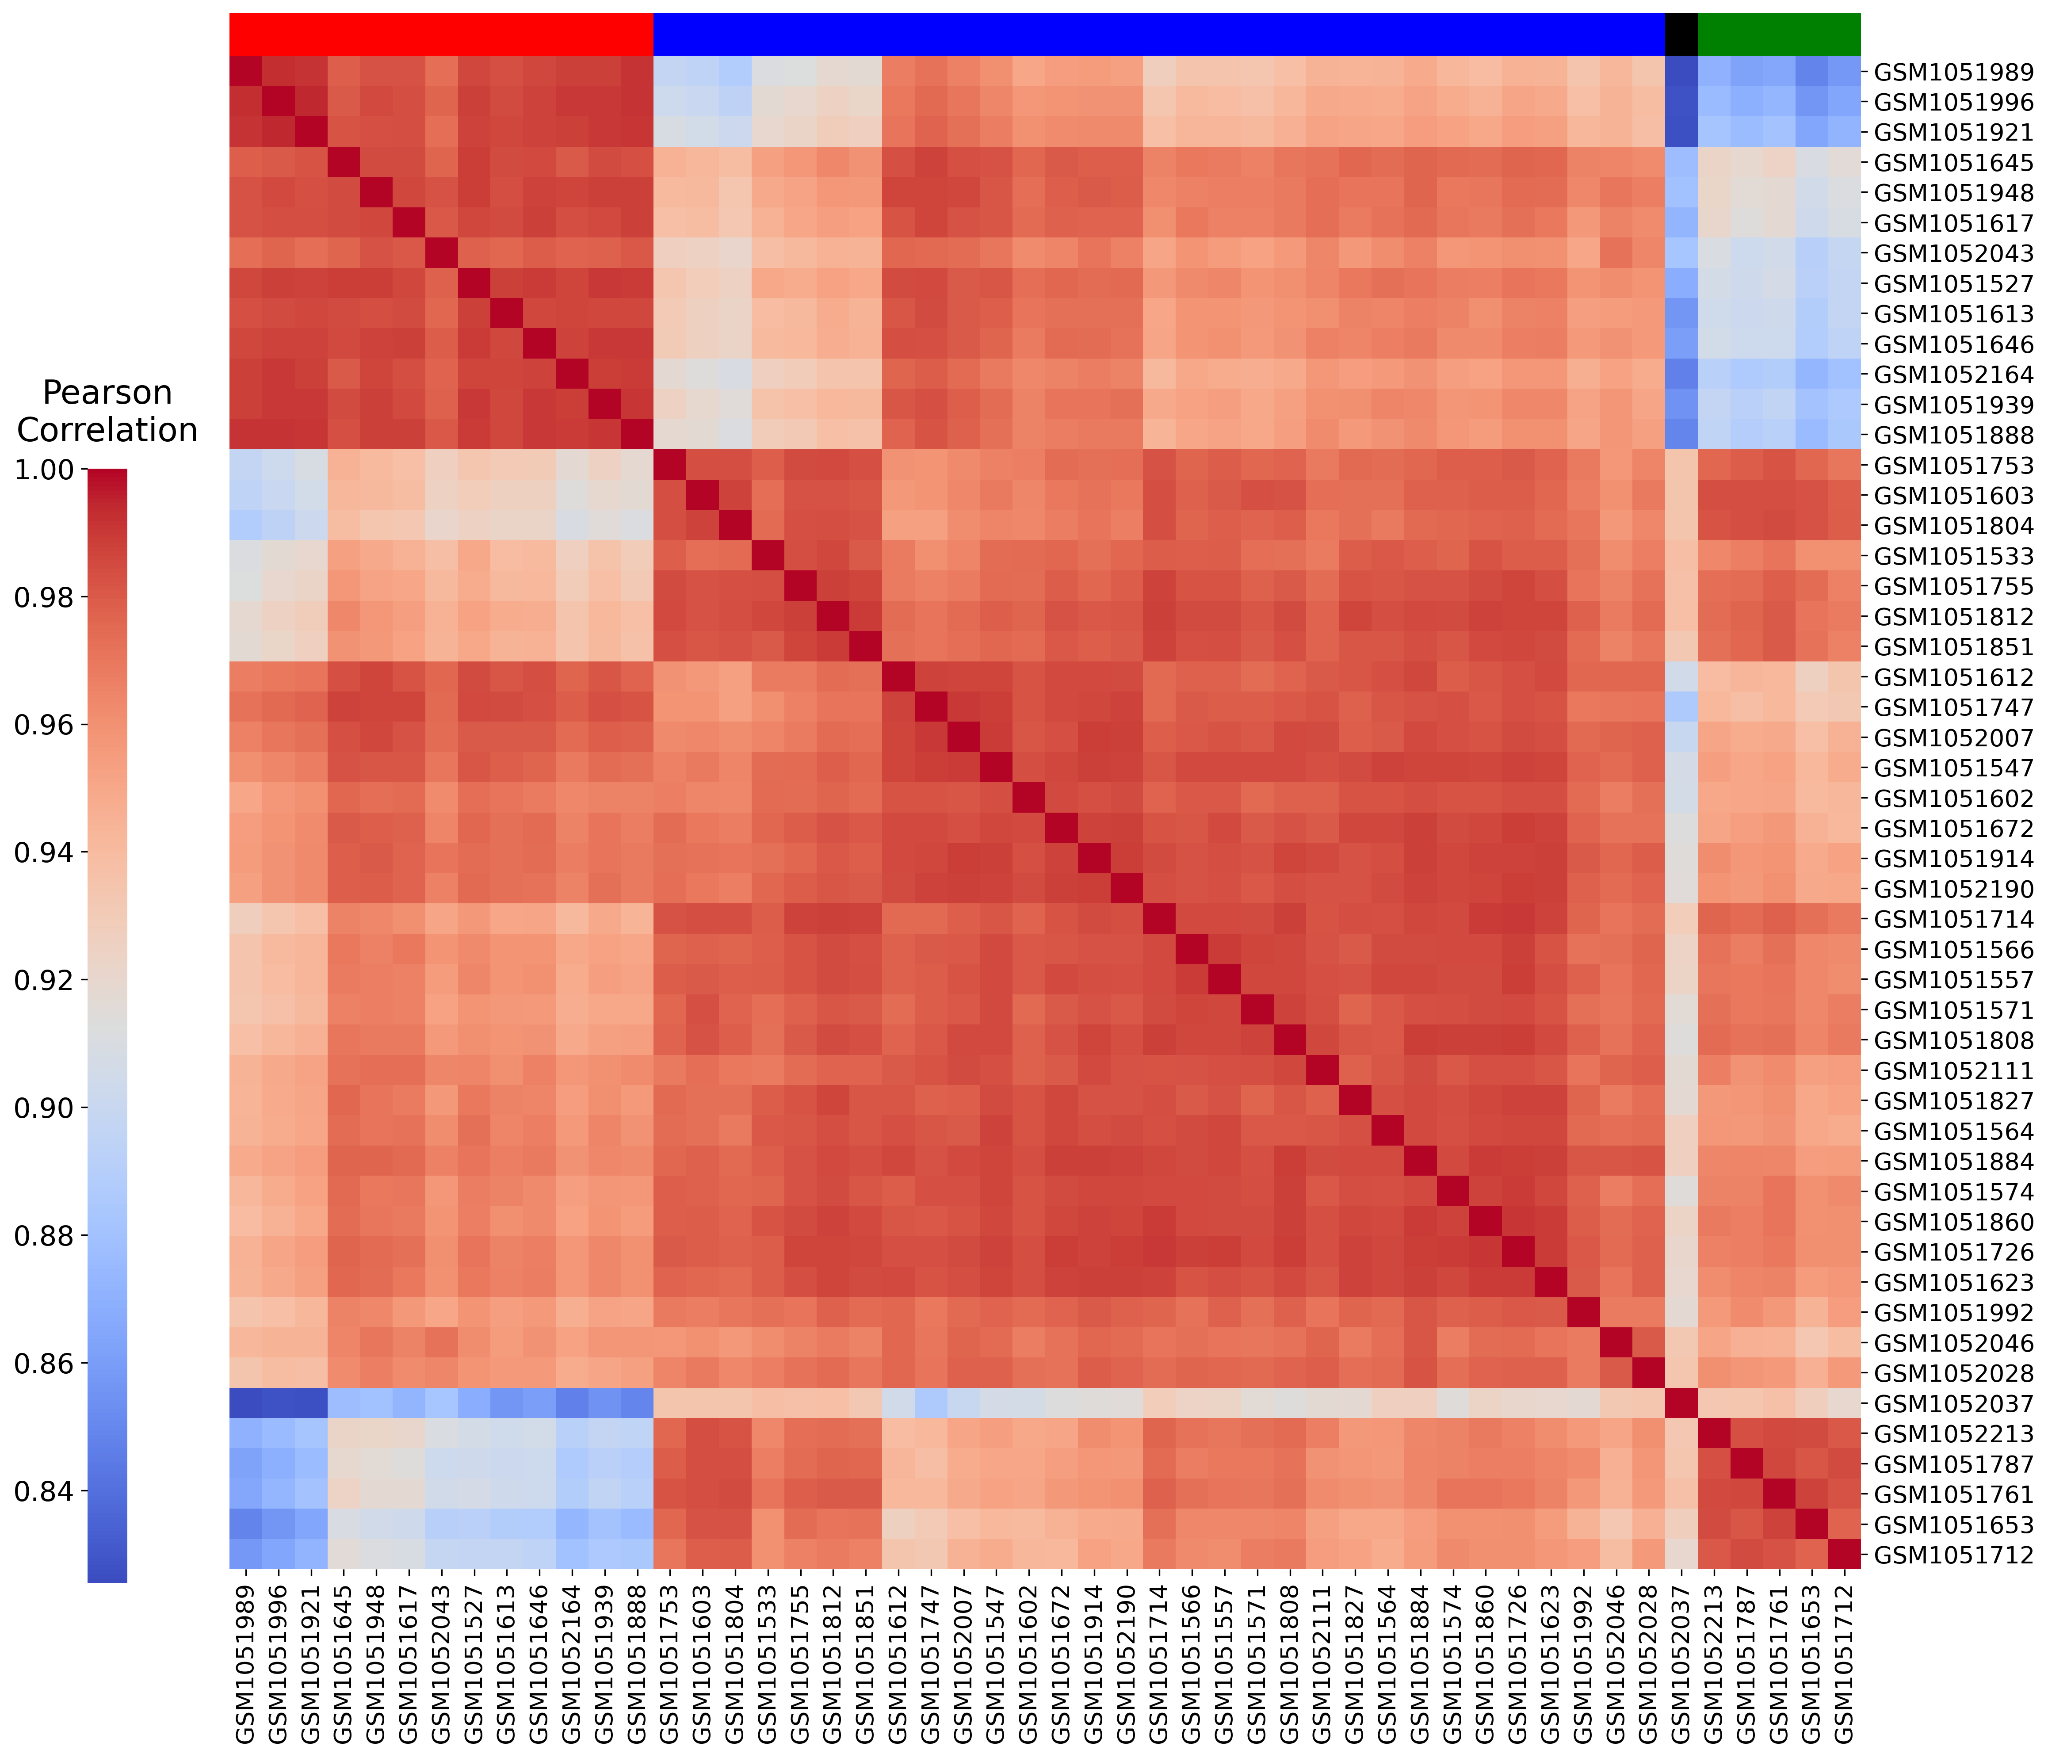 Pearson
Correlation
1.00
0.98
0.96
0.94
0.92
0.90
0.88
0.86
0.84
GSM1051989
GSM1051996
GSM1051921
GSM1051645
GSM1051948
GSM1051617
GSM1052043
GSM1051527
GSM1051613
GSM1051646
GSM1052164
GSM1051939
GSM1051888
GSM1051753
GSM1051603
GSM1051804
GSM1051533
GSM1051755
GSM1051812
GSM1051851
GSM1051612
GSM1051747
GSM1052007
GSM1051547
GSM1051602
GSM1051672
GSM1051914
GSM1052190
GSM1051714
GSM1051566
GSM1051557
GSM1051571
GSM1051808
GSM1052111
GSM1051827
GSM1051564
GSM1051884
GSM1051574
GSM1051860
GSM1051726
GSM1051623
GSM1051992
GSM1052046
GSM1052028
GSM1052037
GSM1052213
GSM1051787
GSM1051761
GSM1051653
GSM1051712
GSM1051989
GSM1051996
GSM1051921
GSM1051645
GSM1051948
GSM1051617
GSM1052043
GSM1051527
GSM1051613
GSM1051646
GSM1052164
GSM1051939
GSM1051888
GSM1051753
GSM1051603
GSM1051804
GSM1051533
GSM1051755
GSM1051812
GSM1051851
GSM1051612
GSM1051747
GSM1052007
GSM1051547
GSM1051602
GSM1051672
GSM1051914
GSM1052190
GSM1051714
GSM1051566
GSM1051557
GSM1051571
GSM1051808
GSM1052111
GSM1051827
GSM1051564
GSM1051884
GSM1051574
GSM1051860
GSM1051726
GSM1051623
GSM1051992
GSM1052046
GSM1052028
GSM1052037
GSM1052213
GSM1051787
GSM1051761
GSM1051653
GSM1051712